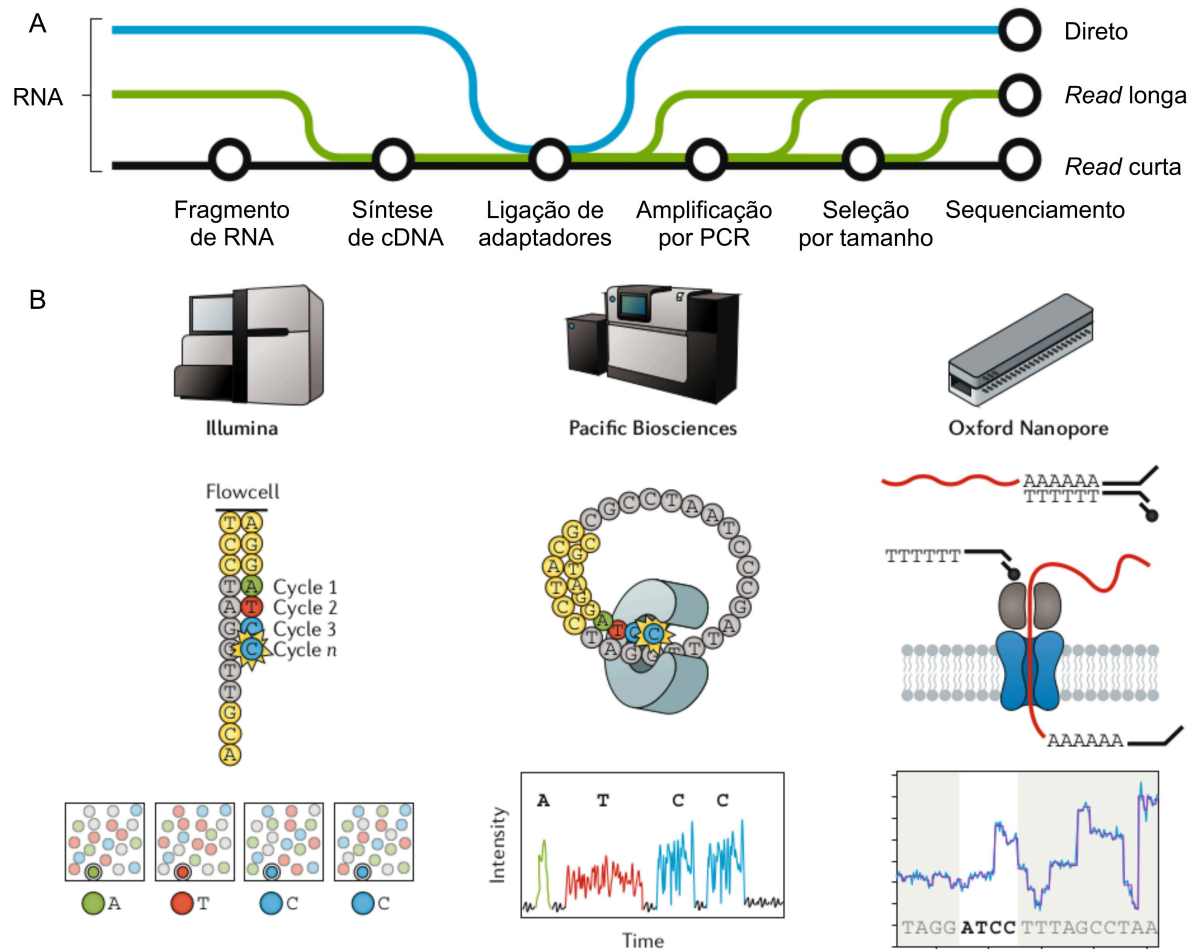 A
RNA
Direto
Read longa
Read curta
Fragmento
de RNA
Síntese
de cDNA
Ligação de
adaptadores
Amplificação
por PCR
Seleção
por tamanho
Sequenciamento
B
Illumina
Pacific Biosciences
Oxford Nanopore
Flowcell
T A
C G
C G
T A Cycle 1
A T Cycle 2
G C Cycle 3
G C Cycle n
T
T
G
C
A
CGCCTAATCCCGATTTGGATCCTACGCGTAGGATCC
AAAAAA
TTTTTT
TTTTTT
AAAAAA
A
T
C
C
A T C C
Intensity
Time
TAGG ATCC TTTAGCCTAA